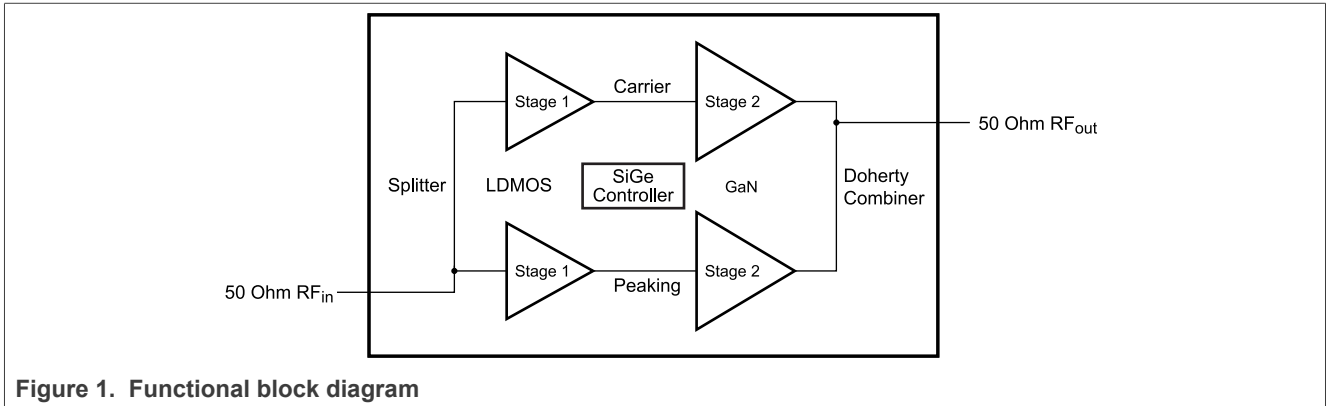 Stage 1
Carrier
Stage 2
50 Ohm RFout
Splitter
LDMOS
SiGe
Controller
GaN
Doherty
Combiner
Stage 1
Peaking
Stage 2
50 Ohm RFin
Figure 1. Functional block diagram